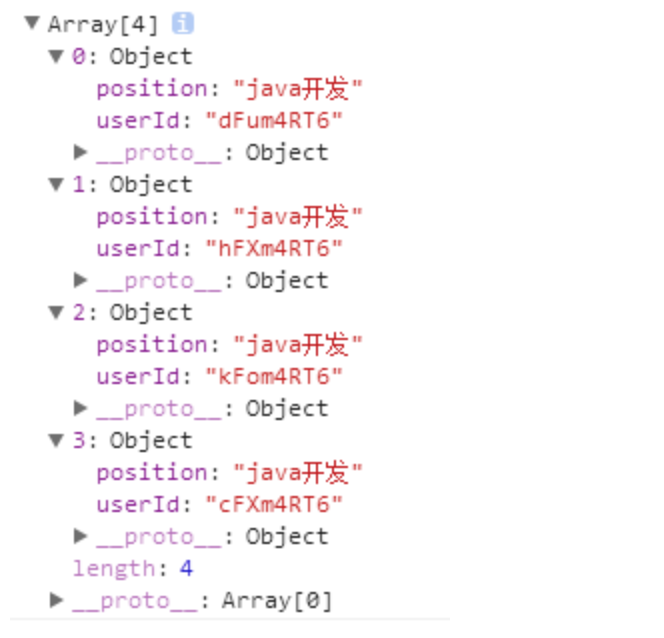 Array[4] i
0: Object
position: "java开发"
userId: "dFum4RT6"
__proto__: Object
1: Object
position: "java开发"
userId: "hFXm4RT6"
__proto__: Object
2: Object
position: "java开发"
userId: "kFom4RT6"
__proto__: Object
3: Object
position: "java开发"
userId: "cFXm4RT6"
__proto__: Object
length: 4
__proto__: Array[0]